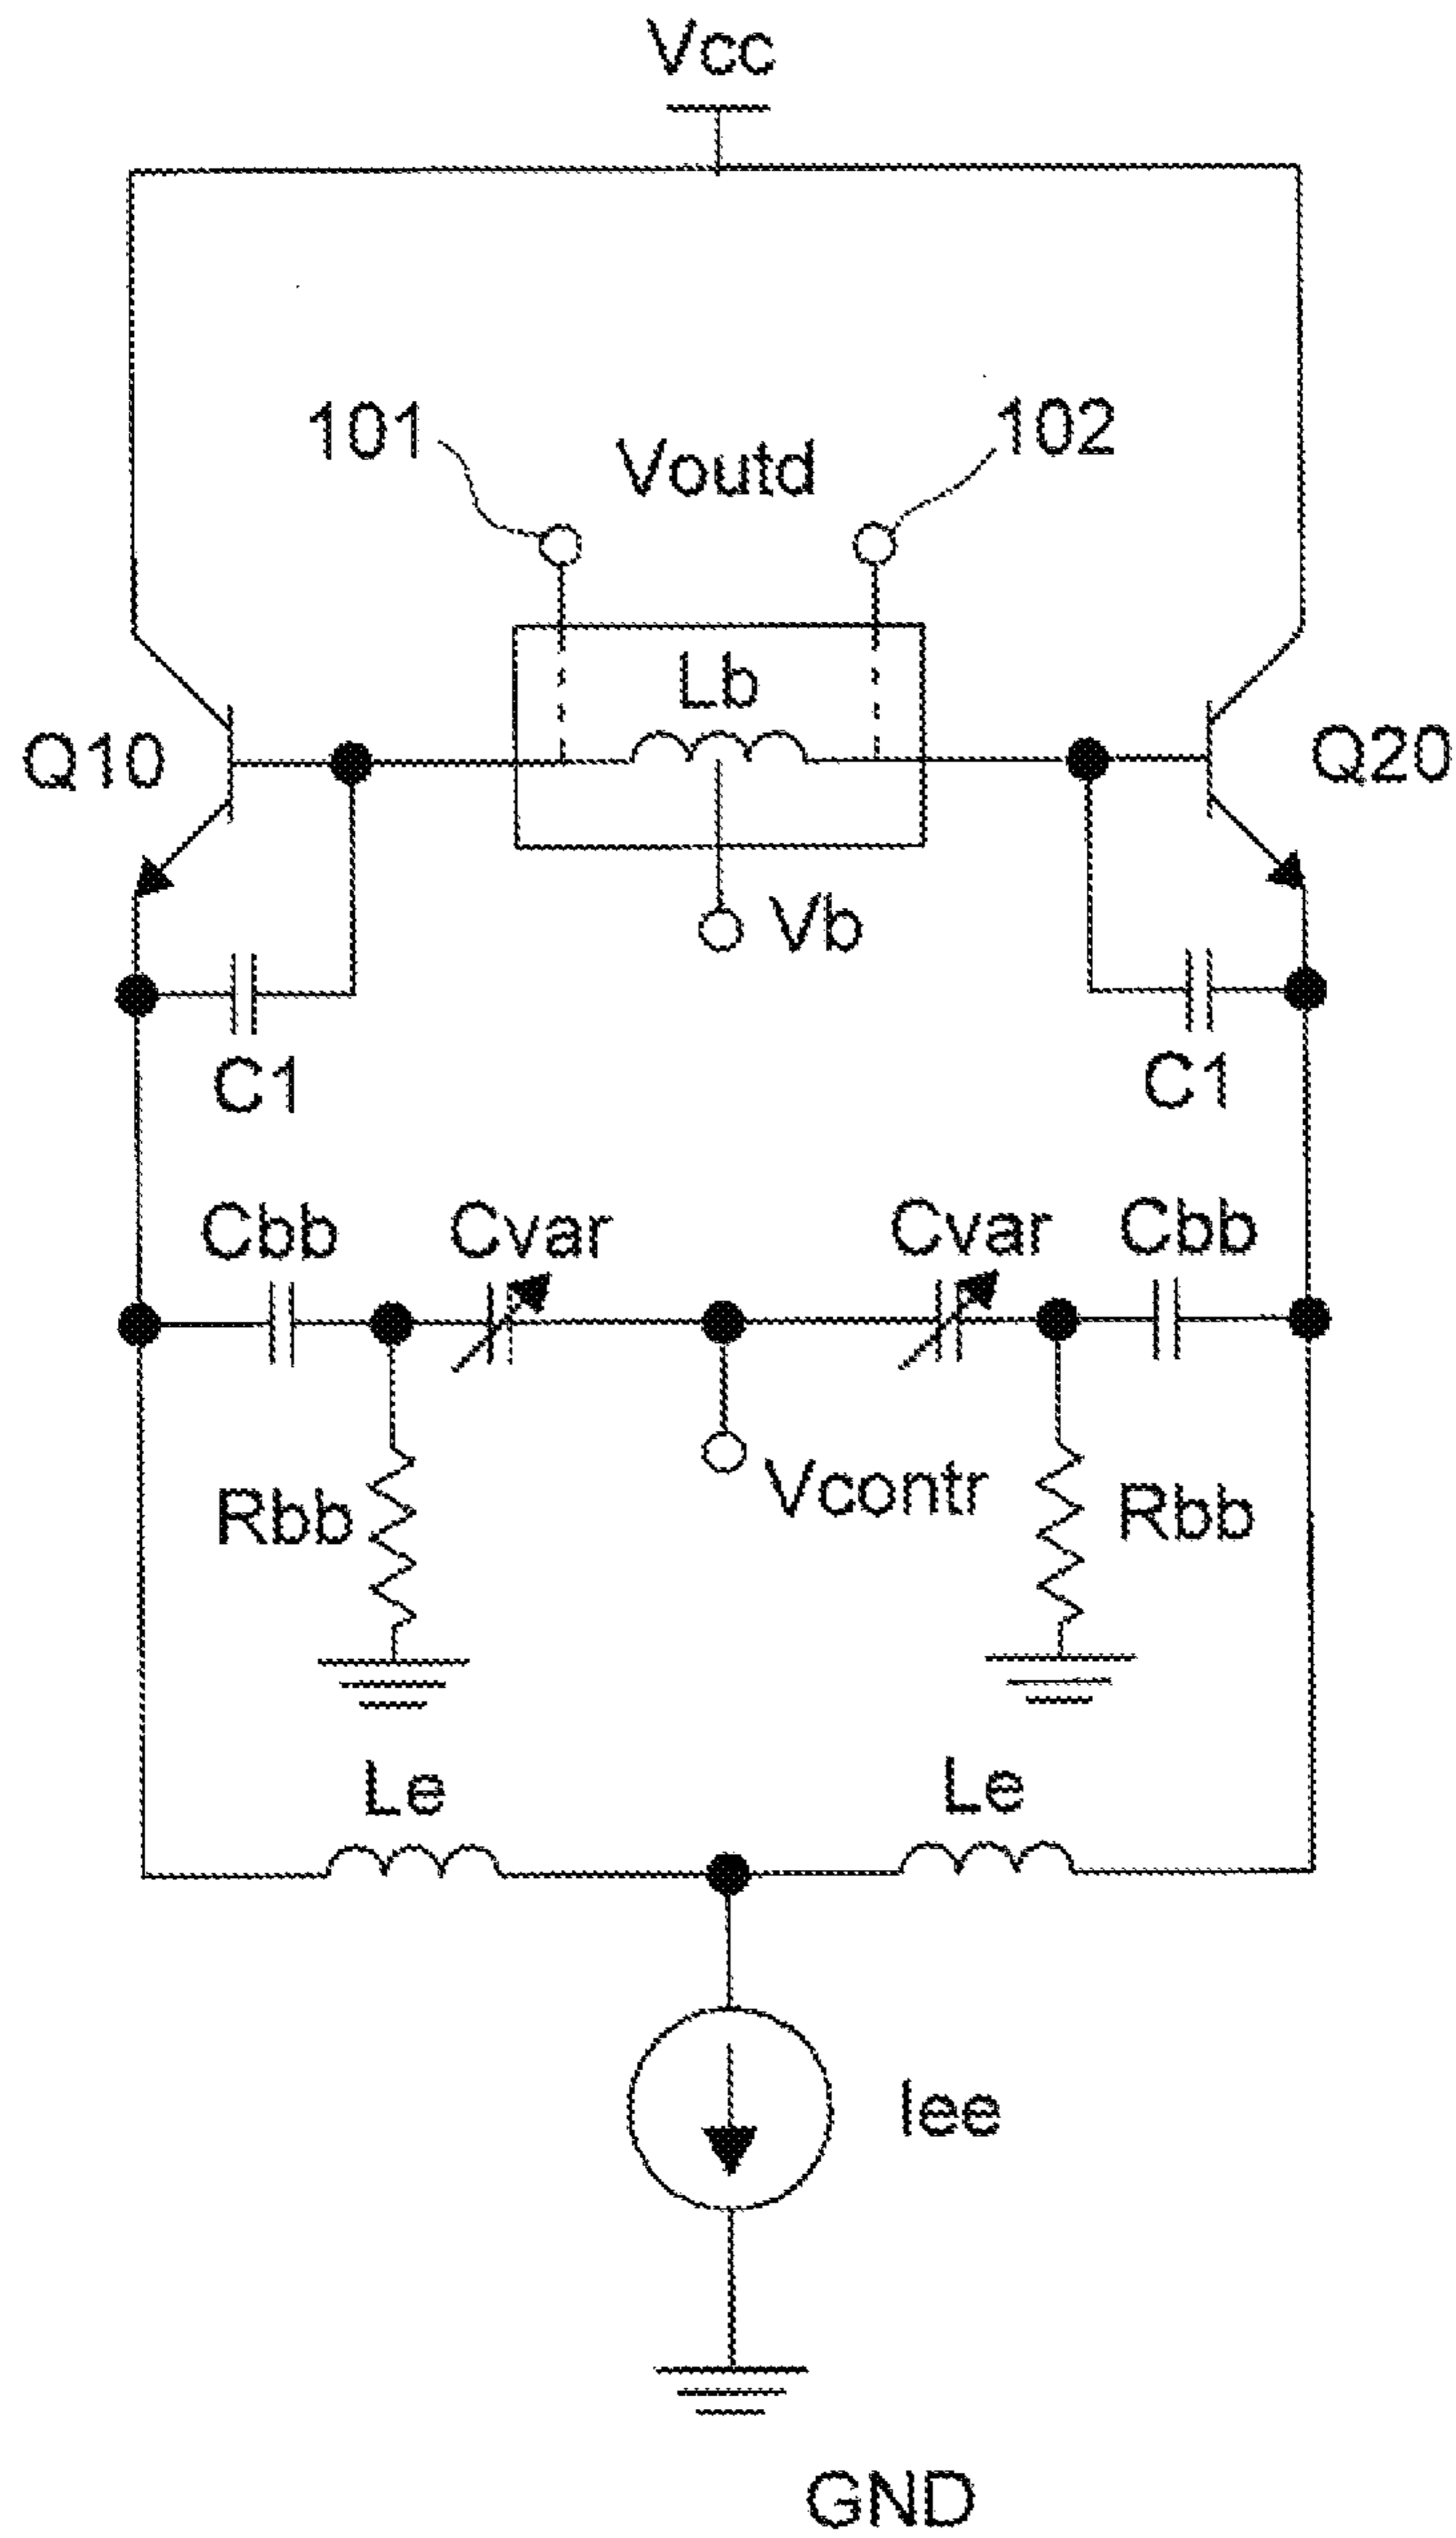 Vcc
101
Voutd
102
Lb
Q10
Q20
Vb
C1
C1
Cbb
Cvar
Cvar
Cbb
Rbb
Vcontr
Rbb
Le
Le
Iee
GND